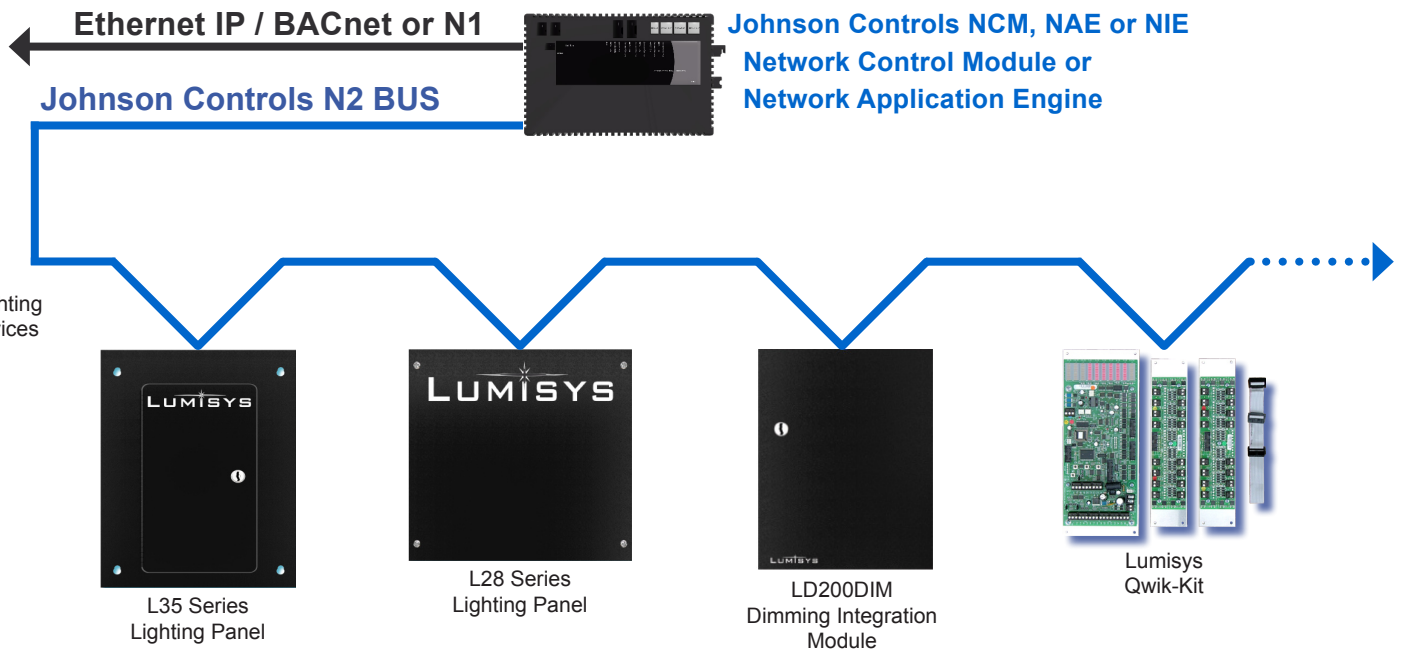 Ethernet IP / BACnet or N1
Johnson Controls NCM, NAE or NIE
Network Control Module or
Network Application Engine
Johnson Controls N2 BUS
LUMISYS
L35 Series
Lighting Panel
LUMISYS
L28 Series
Lighting Panel
LUMISYS
LD200DIM
Dimming Integration
Module
Lumisys
Qwik-Kit